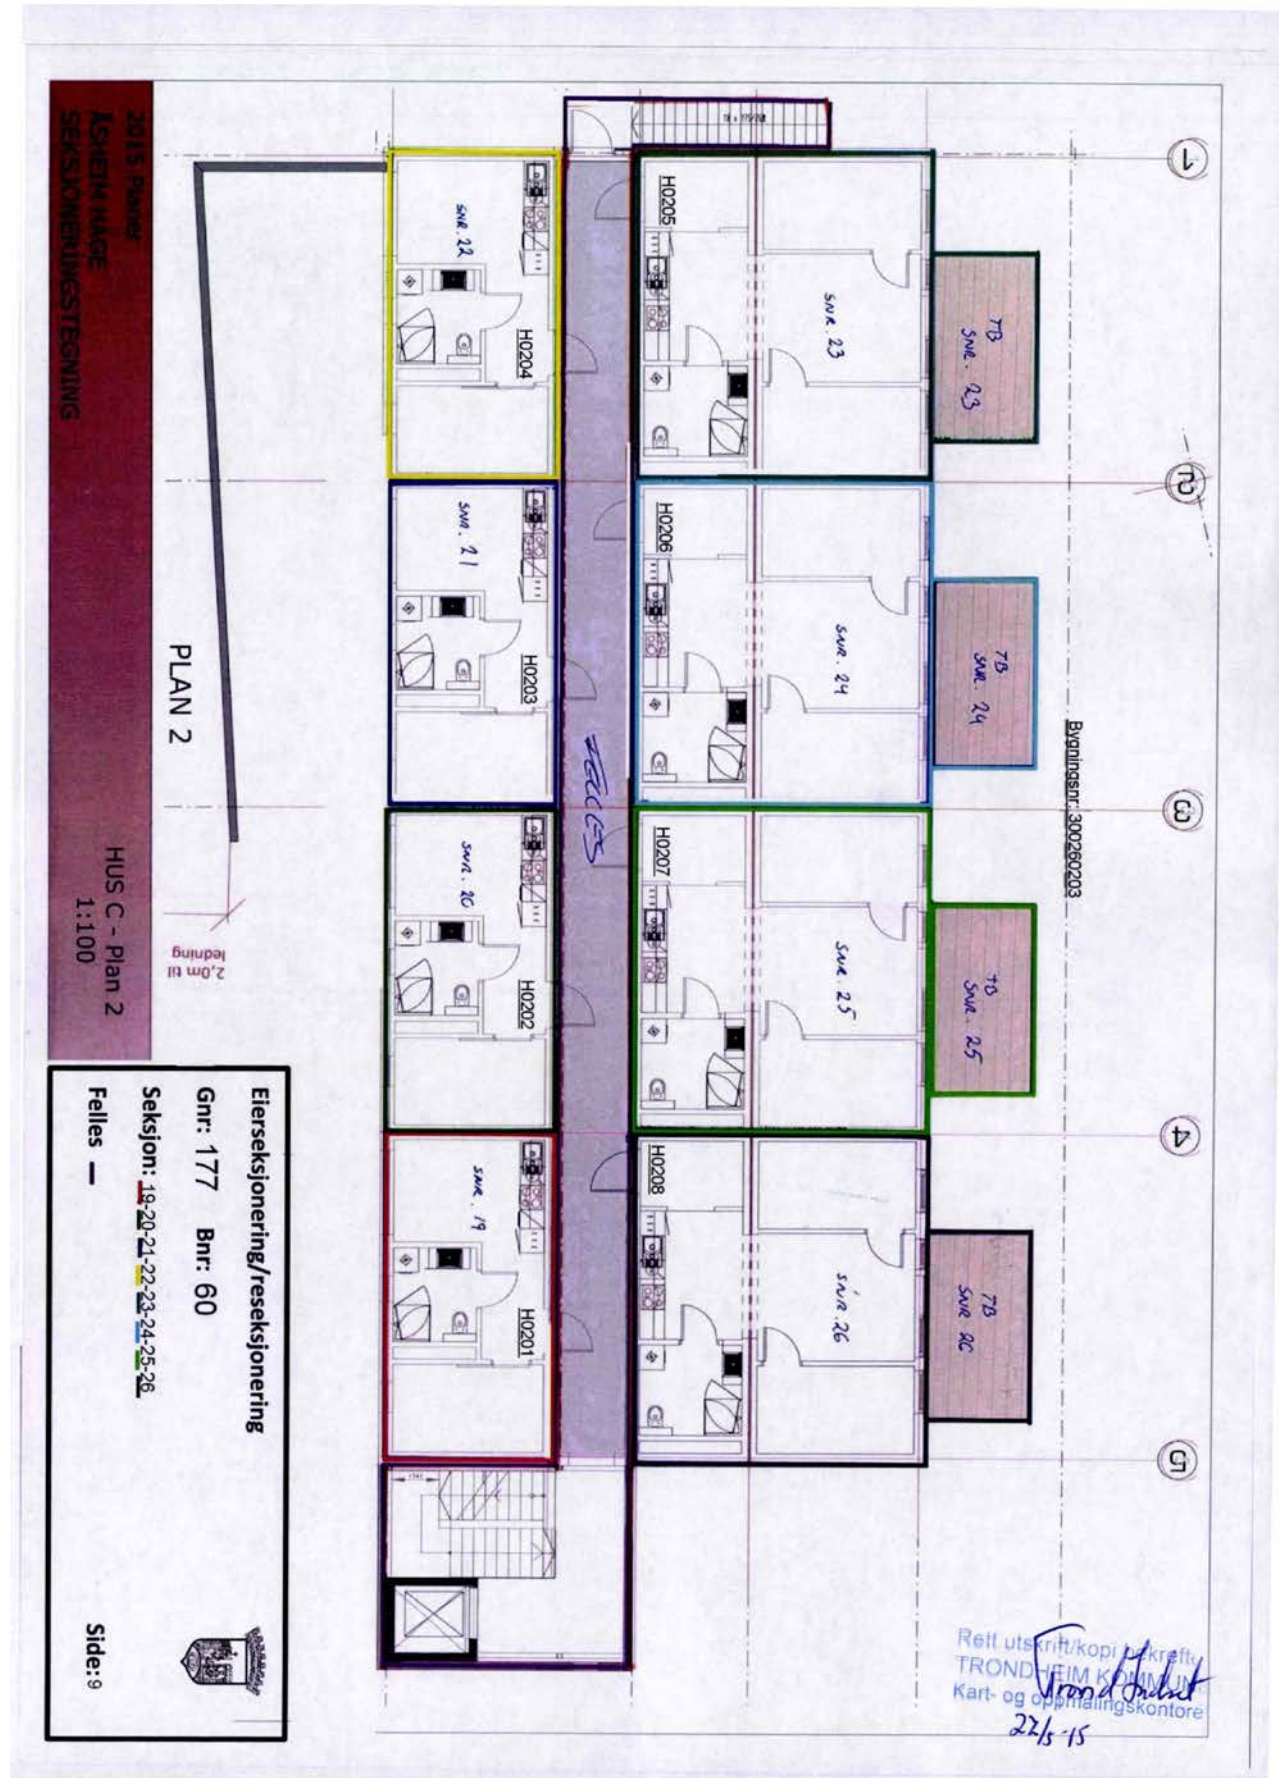 2015 Planer
ÅSHEIM HAGE
SEKSJONERINGSTEGNING
HUS C - Plan 2
1:100
PLAN 2
2,0m til
ledning
1
2
3
4
5
Bygningsnr: 300260203
TB
SNR. 23
TB
SNR. 24
TB
SNR. 25
TB
SNR 26
SNR. 23
SNR. 24
SNR. 25
SNR. 26
H0205
H0206
H0207
H0208
FELLES
H0204
H0203
H0202
H0201
SNR. 22
SNR. 21
SNR. 20
SNR. 19
Eierseksjonering/reseksjonering
Gnr: 177 Bnr: 60
Seksjon: 19-20-21-22-23-24-25-26
Felles
Side: 9
Rett utskrift/kopi bekreftes
TRONDHEIM KOMMUNE
Kart- og oppmålingskontore
22/5-15